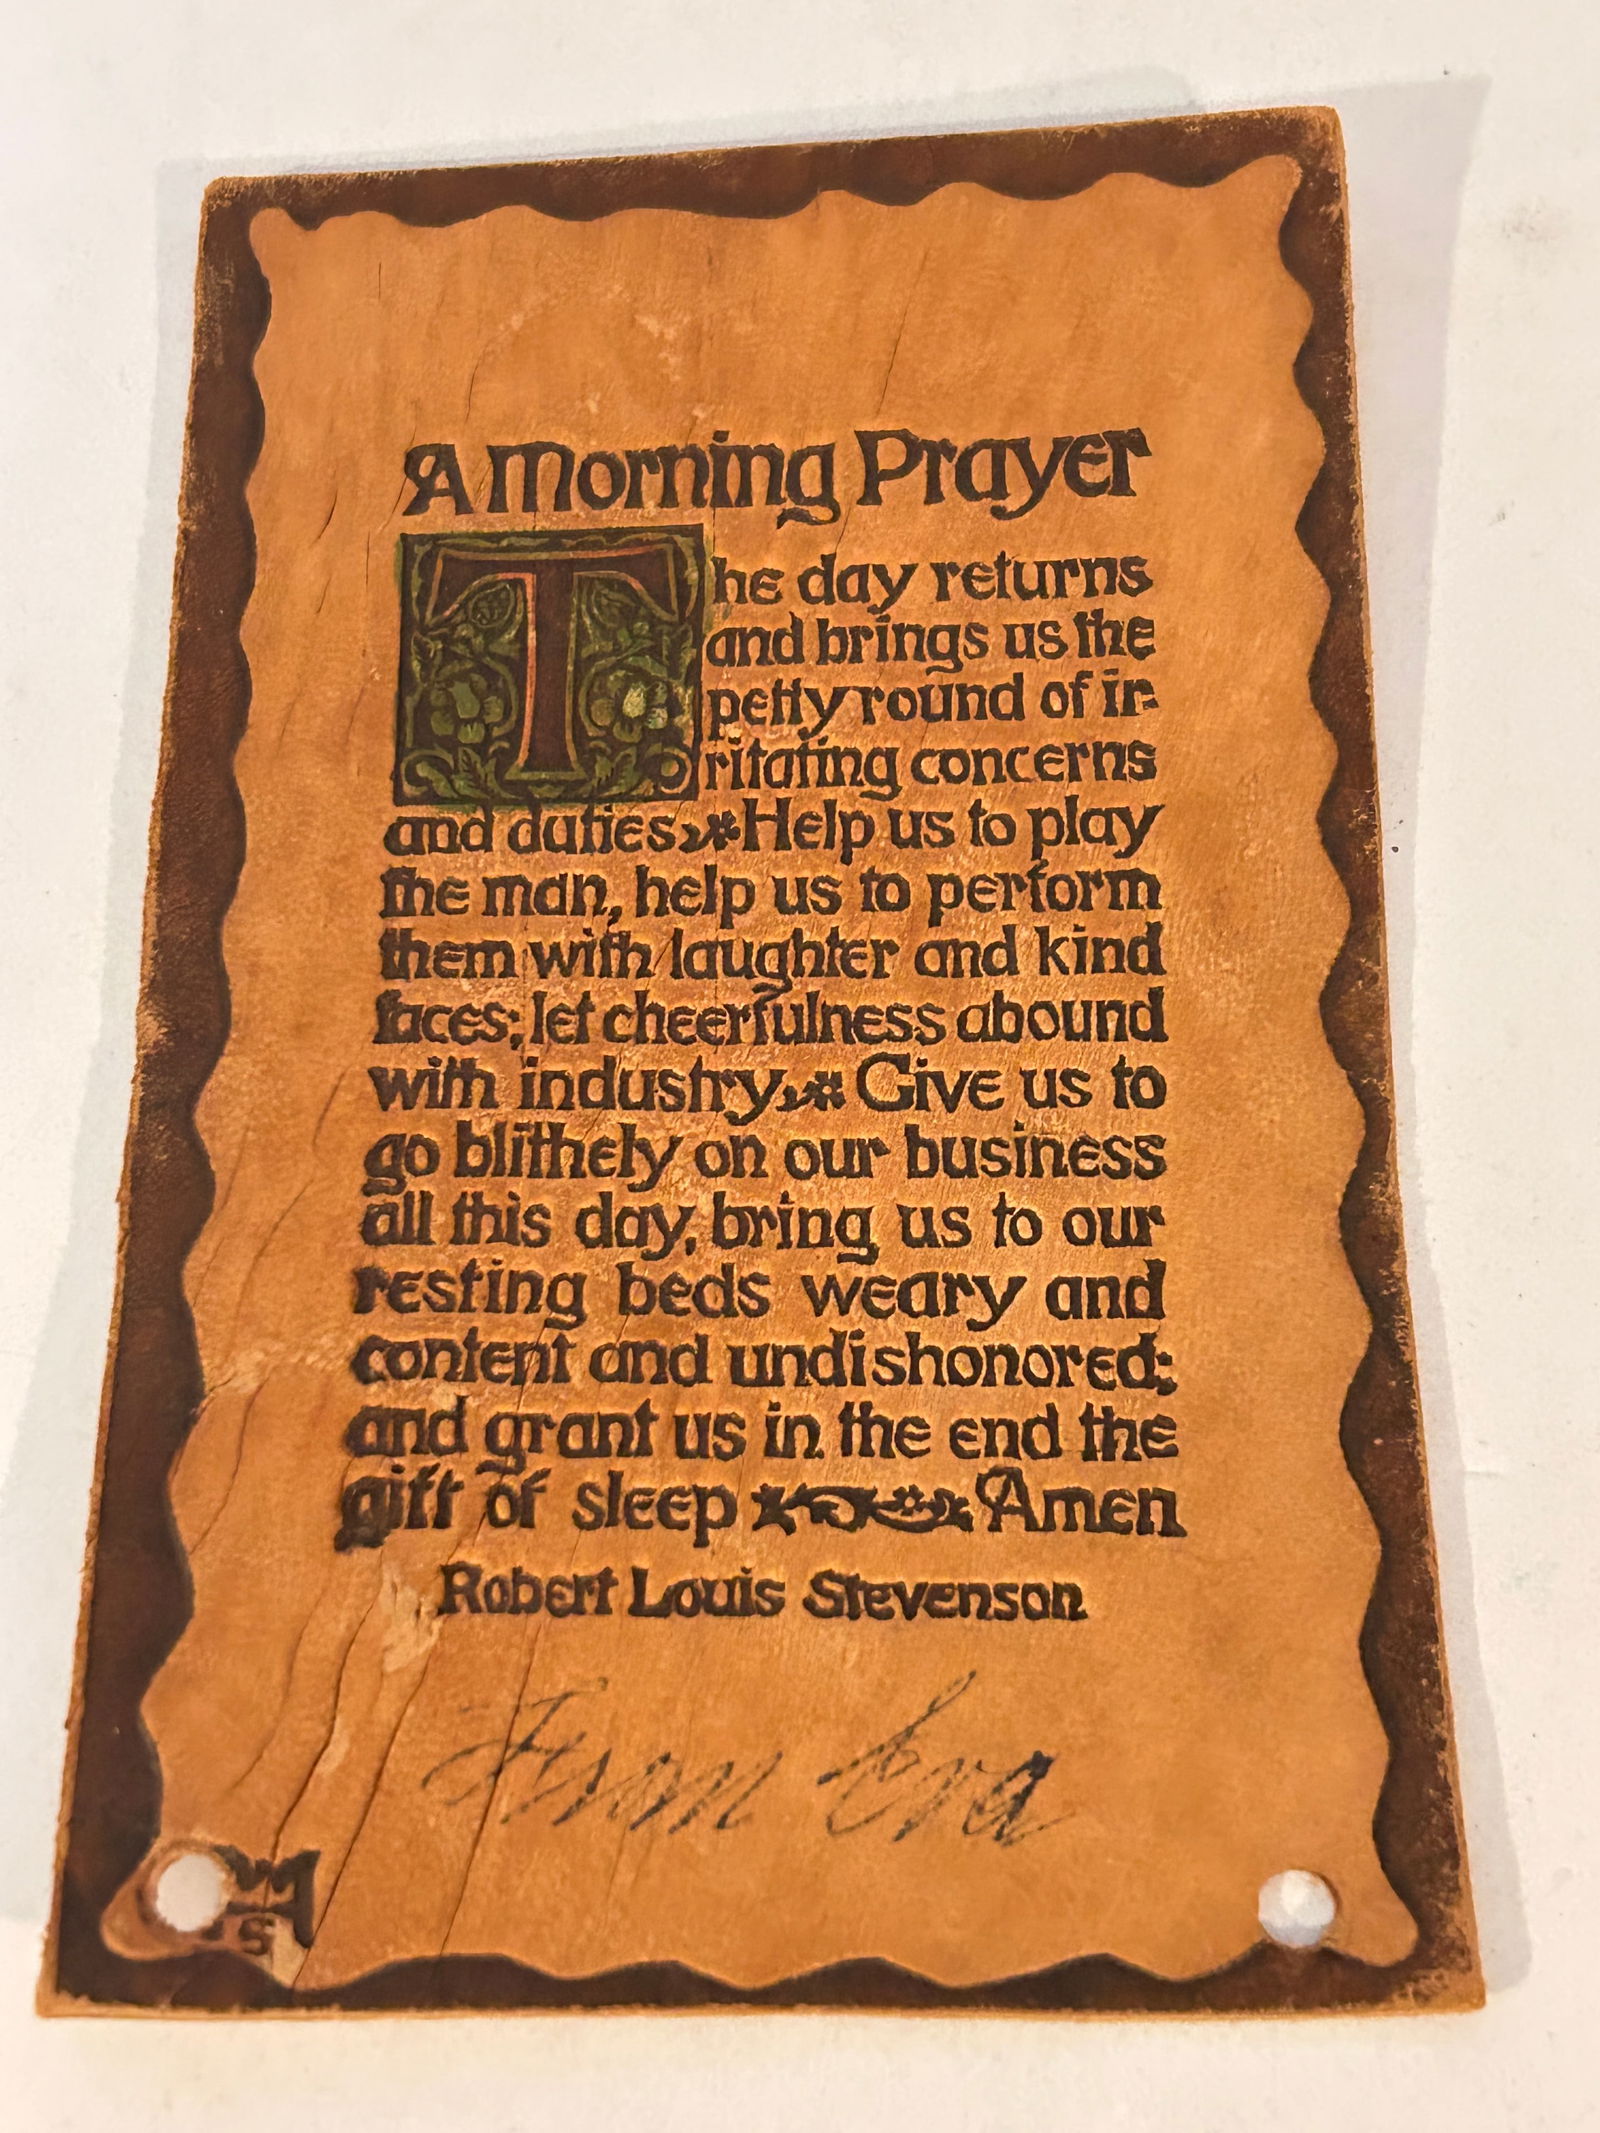 A Morning Prayer
The day returns
and brings us the
petty round of ir-
ritating concerns
and duties Help us to play
the man, help us to perform
them with laughter and kind
faces; let cheerfulness abound
with industry Give us to
go blithely on our business
all this day, bring us to our
resting beds weary and
content and undishonored;
and grant us in the end the
gift of sleep Amen
Robert Louis Stevenson
From Eva